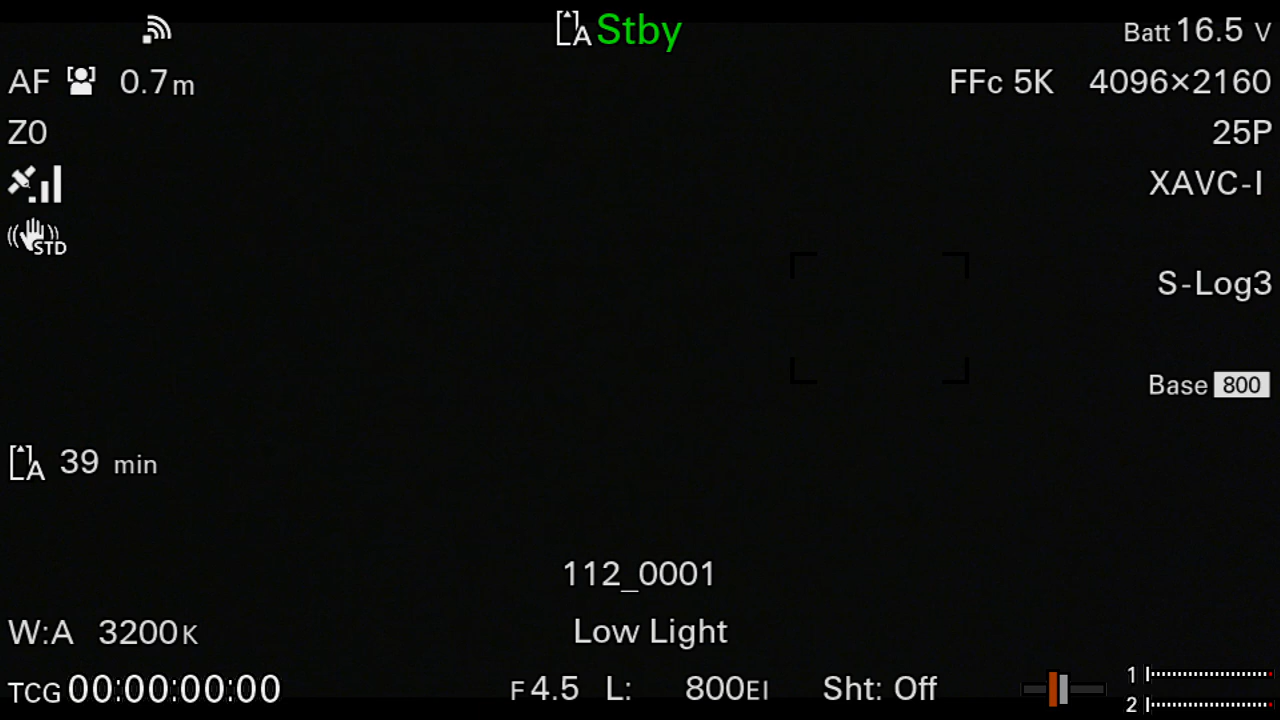 A Stby
Batt 16.5 V
AF 0.7m
FFc 5K 4096×2160
Z0
25P
XAVC-I
STD
S-Log3
Base 800
A 39 min
112_0001
W:A 3200K
Low Light
TCG 00:00:00:00
F4.5 L: 800EI Sht: Off
1
2